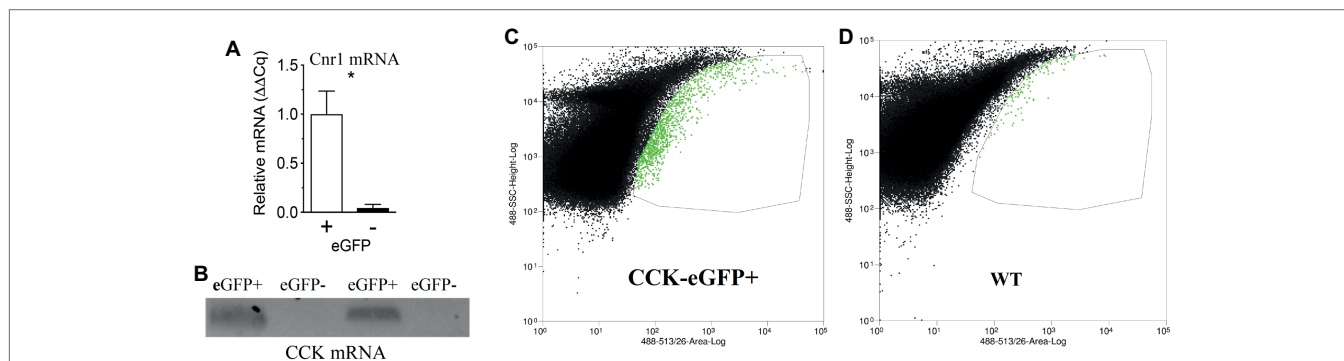 A
Cnr1 mRNA
*
Relative mRNA (ΔΔCq)
1.5
1.0
0.5
0.0
+ -
eGFP
B
eGFP+ eGFP- eGFP+ eGFP-
CCK mRNA
C
488-SSC-Height-Log
10⁵
10⁴
10³
10²
10¹
10⁰
CCK-eGFP+
10⁰ 10¹ 10² 10³ 10⁴ 10⁵
488-513/26-Area-Log
D
488-SSC-Height-Log
10⁵
10⁴
10³
10²
10¹
10⁰
WT
10⁰ 10¹ 10² 10³ 10⁴ 10⁵
488-513/26-Area-Log